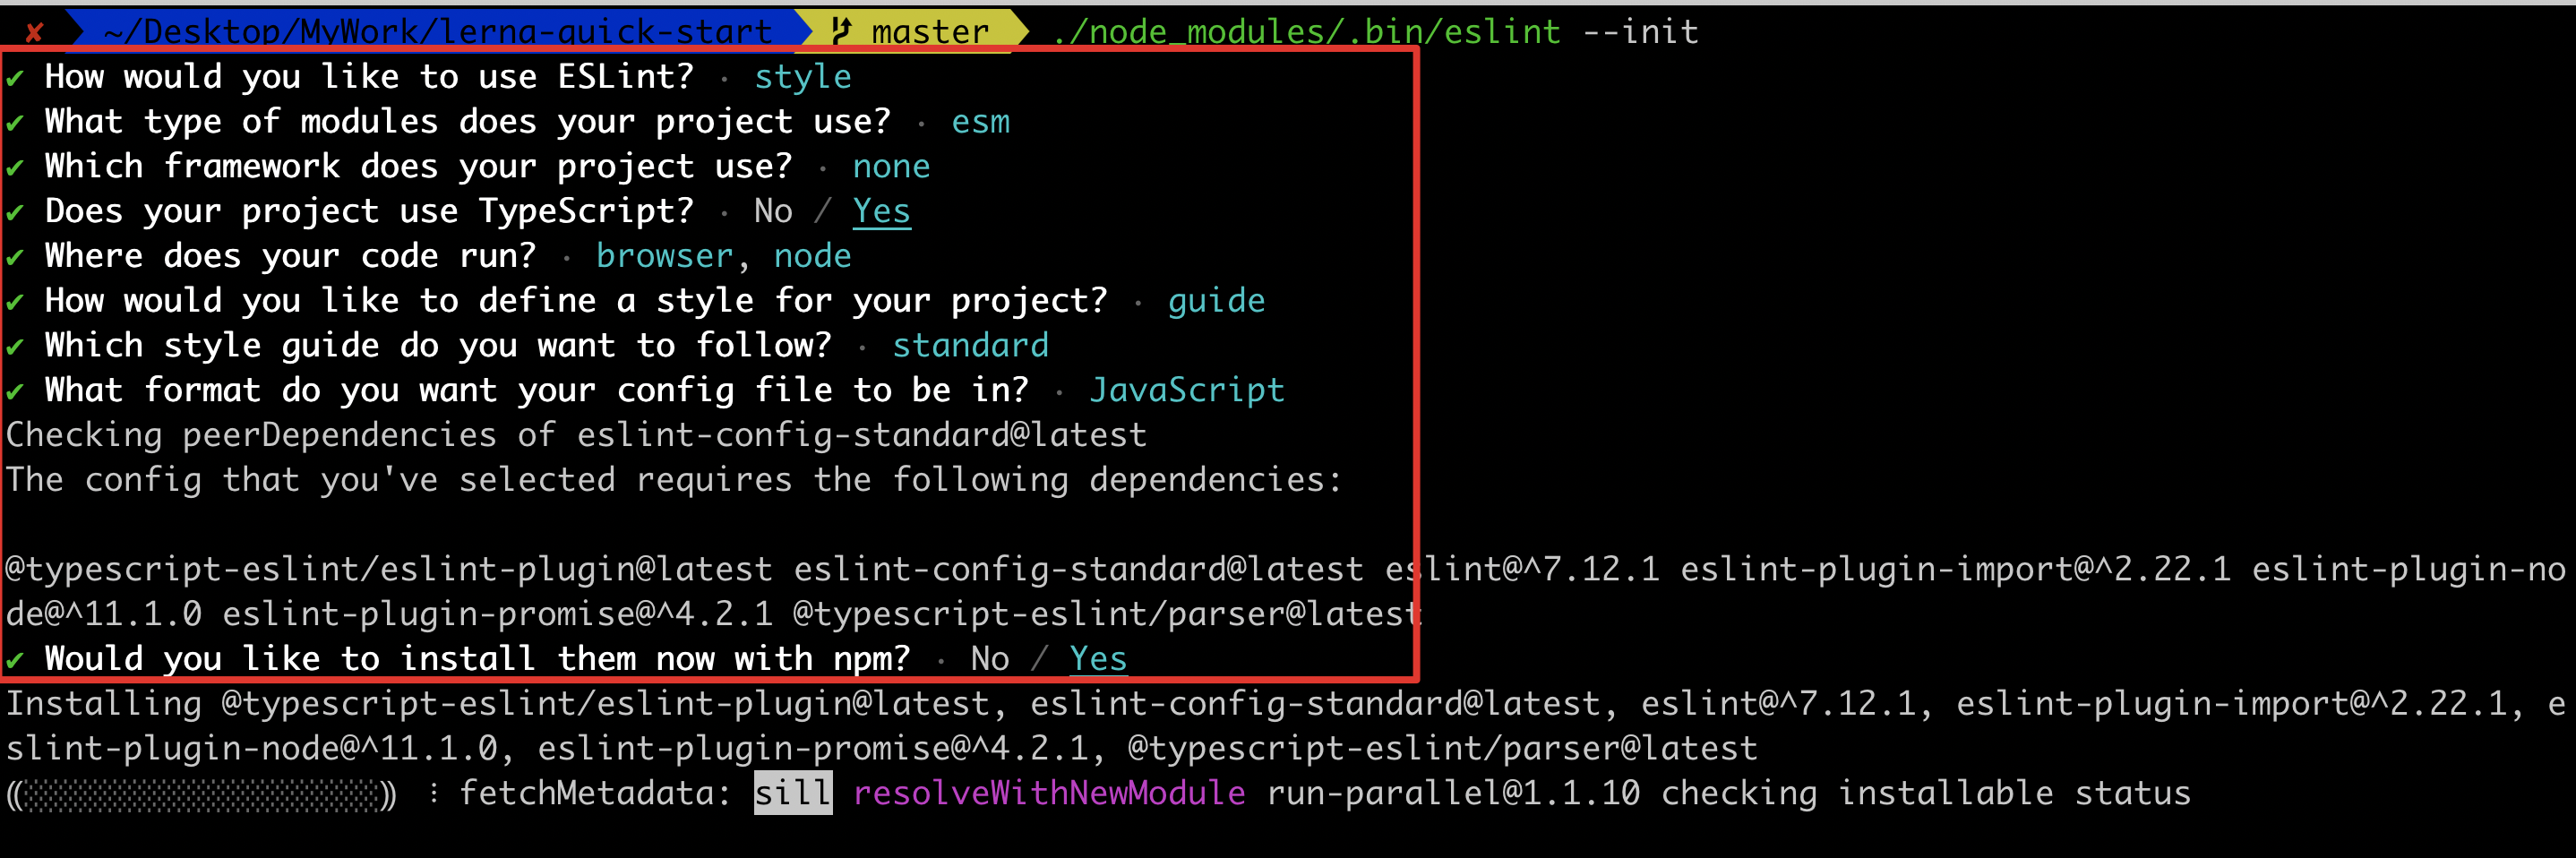 ✘ ~/Desktop/MyWork/lerna-quick-start master ./node_modules/.bin/eslint --init
✔ How would you like to use ESLint? · style
✔ What type of modules does your project use? · esm
✔ Which framework does your project use? · none
✔ Does your project use TypeScript? · No / Yes
✔ Where does your code run? · browser, node
✔ How would you like to define a style for your project? · guide
✔ Which style guide do you want to follow? · standard
✔ What format do you want your config file to be in? · JavaScript
Checking peerDependencies of eslint-config-standard@latest
The config that you've selected requires the following dependencies:
@typescript-eslint/eslint-plugin@latest eslint-config-standard@latest eslint@^7.12.1 eslint-plugin-import@^2.22.1 eslint-plugin-no
de@^11.1.0 eslint-plugin-promise@^4.2.1 @typescript-eslint/parser@latest
✔ Would you like to install them now with npm? · No / Yes
Installing @typescript-eslint/eslint-plugin@latest, eslint-config-standard@latest, eslint@^7.12.1, eslint-plugin-import@^2.22.1, e
slint-plugin-node@^11.1.0, eslint-plugin-promise@^4.2.1, @typescript-eslint/parser@latest
((░░░░░░░░░░░░░░░░░░)) ⸽ fetchMetadata: sill resolveWithNewModule run-parallel@1.1.10 checking installable status